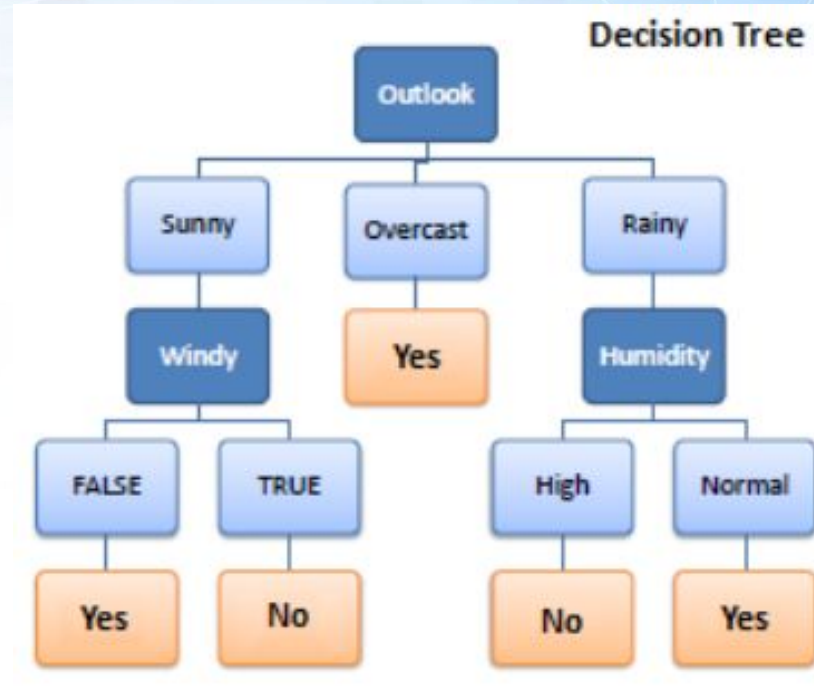 Decision Tree
Outlook
Sunny
Overcast
Rainy
Windy
Yes
Humidity
FALSE
TRUE
High
Normal
Yes
No
No
Yes